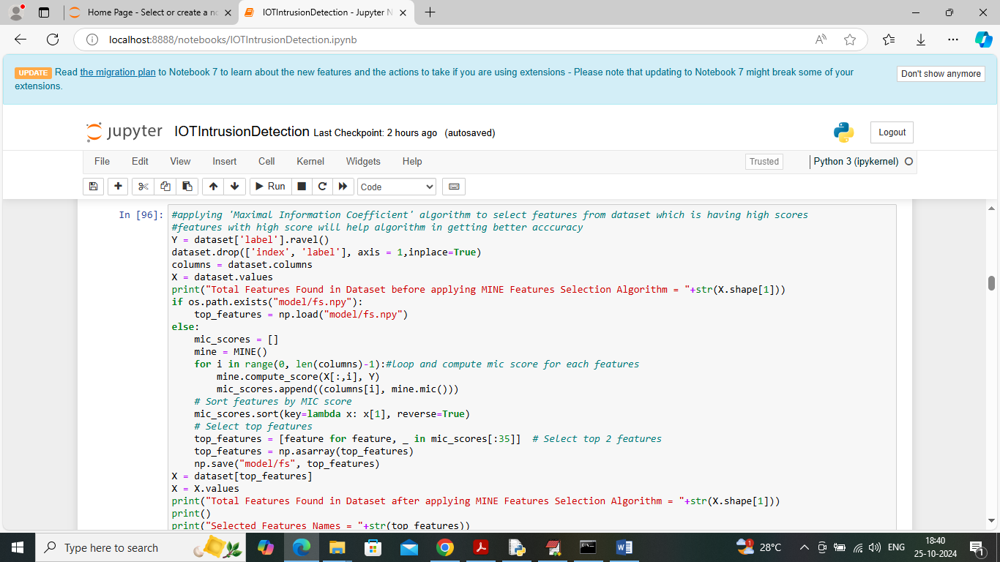 Home Page - Select or create a no
IOTIntrusionDetection - Jupyter N
localhost:8888/notebooks/IOTIntrusionDetection.ipynb
UPDATE Read the migration plan to Notebook 7 to learn about the new features and the actions to take if you are using extensions - Please note that updating to Notebook 7 might break some of your
extensions.
Don't show anymore
jupyter IOTIntrusionDetection Last Checkpoint: 2 hours ago (autosaved)
Logout
File Edit View Insert Cell Kernel Widgets Help
Trusted
Python 3 (ipykernel)
Run
Code
In [96]:
#applying 'Maximal Information Coefficient' algorithm to select features from dataset which is having high scores
#features with high score will help algorithm in getting better acccuracy
Y = dataset['label'].ravel()
dataset.drop(['index', 'label'], axis = 1,inplace=True)
columns = dataset.columns
X = dataset.values
print("Total Features Found in Dataset before applying MINE Features Selection Algorithm = "+str(X.shape[1]))
if os.path.exists("model/fs.npy"):
    top_features = np.load("model/fs.npy")
else:
    mic_scores = []
    mine = MINE()
    for i in range(0, len(columns)-1):#loop and compute mic score for each features
        mine.compute_score(X[:,i], Y)
        mic_scores.append((columns[i], mine.mic()))
    # Sort features by MIC score
    mic_scores.sort(key=lambda x: x[1], reverse=True)
    # Select top features
    top_features = [feature for feature, _ in mic_scores[:35]]  # Select top 2 features
    top_features = np.asarray(top_features)
    np.save("model/fs", top_features)
X = dataset[top_features]
X = X.values
print("Total Features Found in Dataset after applying MINE Features Selection Algorithm = "+str(X.shape[1]))
print()
print("Selected Features Names = "+str(top_features))
Type here to search
28°C
ENG
18:40
25-10-2024
1
1